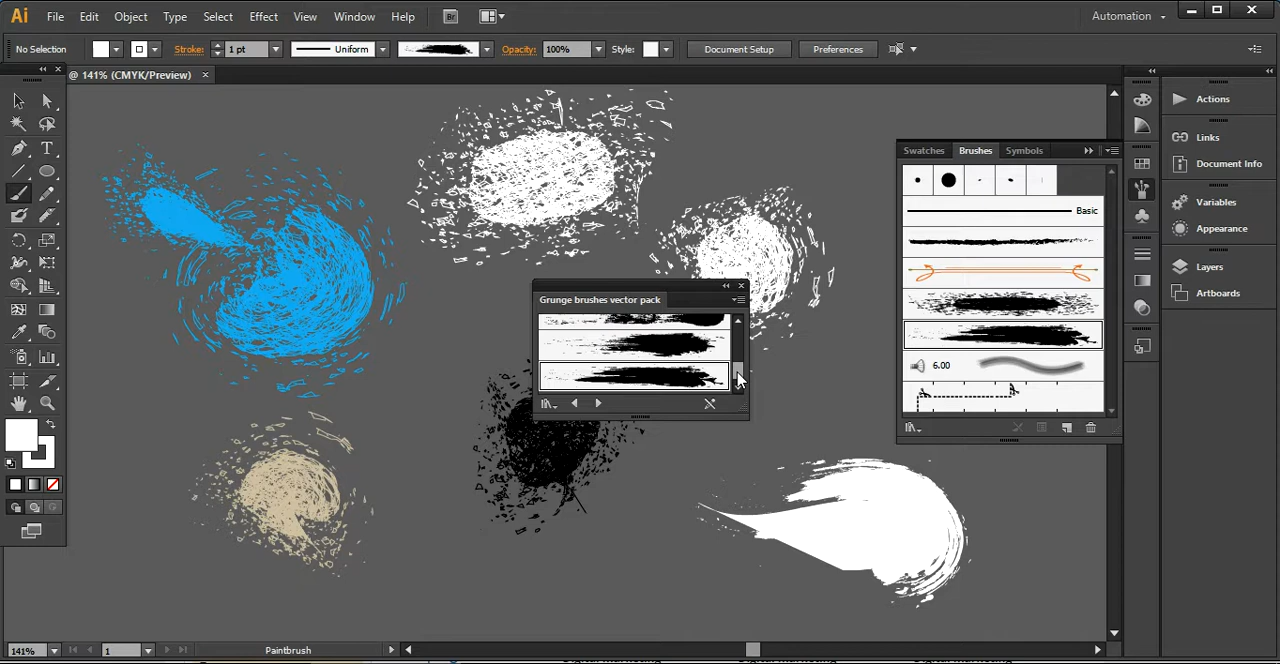 Ai File Edit Object Type Select Effect View Window Help Br Automation
No Selection Stroke: 1 pt Uniform Opacity: 100% Style: Document Setup Preferences
@ 141% (CMYK/Preview)
Actions
Links
Document Info
Variables
Appearance
Layers
Artboards
Swatches Brushes Symbols
Basic
6.00
Grunge brushes vector pack
T
141% 1 Paintbrush